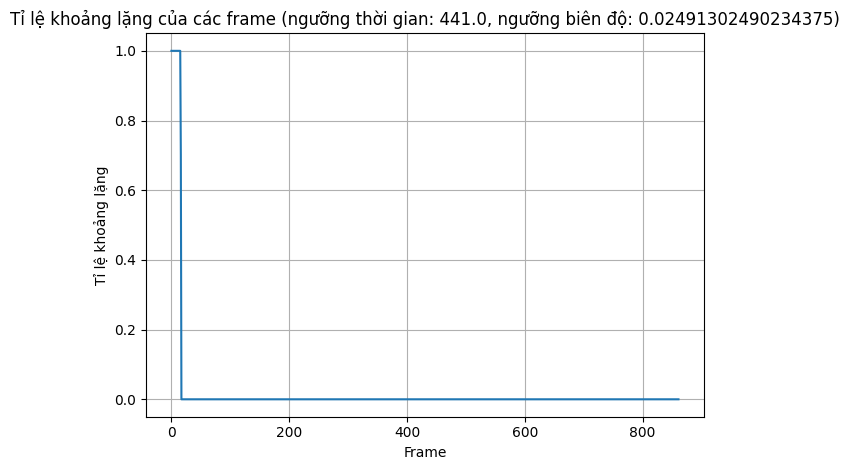 Tỉ lệ khoảng lặng của các frame (ngưỡng thời gian: 441.0, ngưỡng biên độ: 0.02491302490234375)
1.0
0.8
0.6
0.4
0.2
0.0
Tỉ lệ khoảng lặng
0 200 400 600 800
Frame